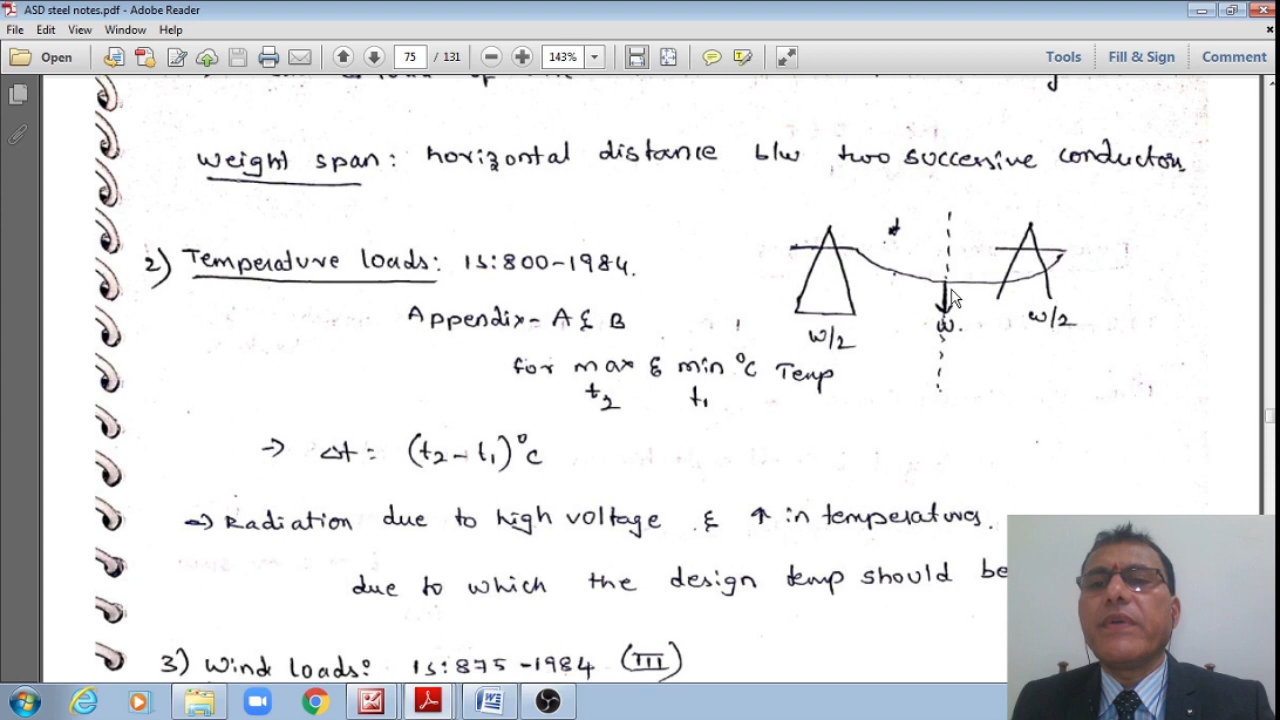 ASD steel notes.pdf - Adobe Reader
File Edit View Window Help
Open 75 / 131 143% Tools Fill & Sign Comment
Weight span: horizontal distance b/w two successive conductors
2) Temperature loads: IS:800-1984.
Appendix- A & B
for max & min °C Temp
t2 t1
w/2 w. w/2
→ Δt = (t2 - t1)°C
→ Radiation due to high voltage & ↑ in temperatures.
due to which the design temp should be
3) Wind loads: IS:875-1984 (III)